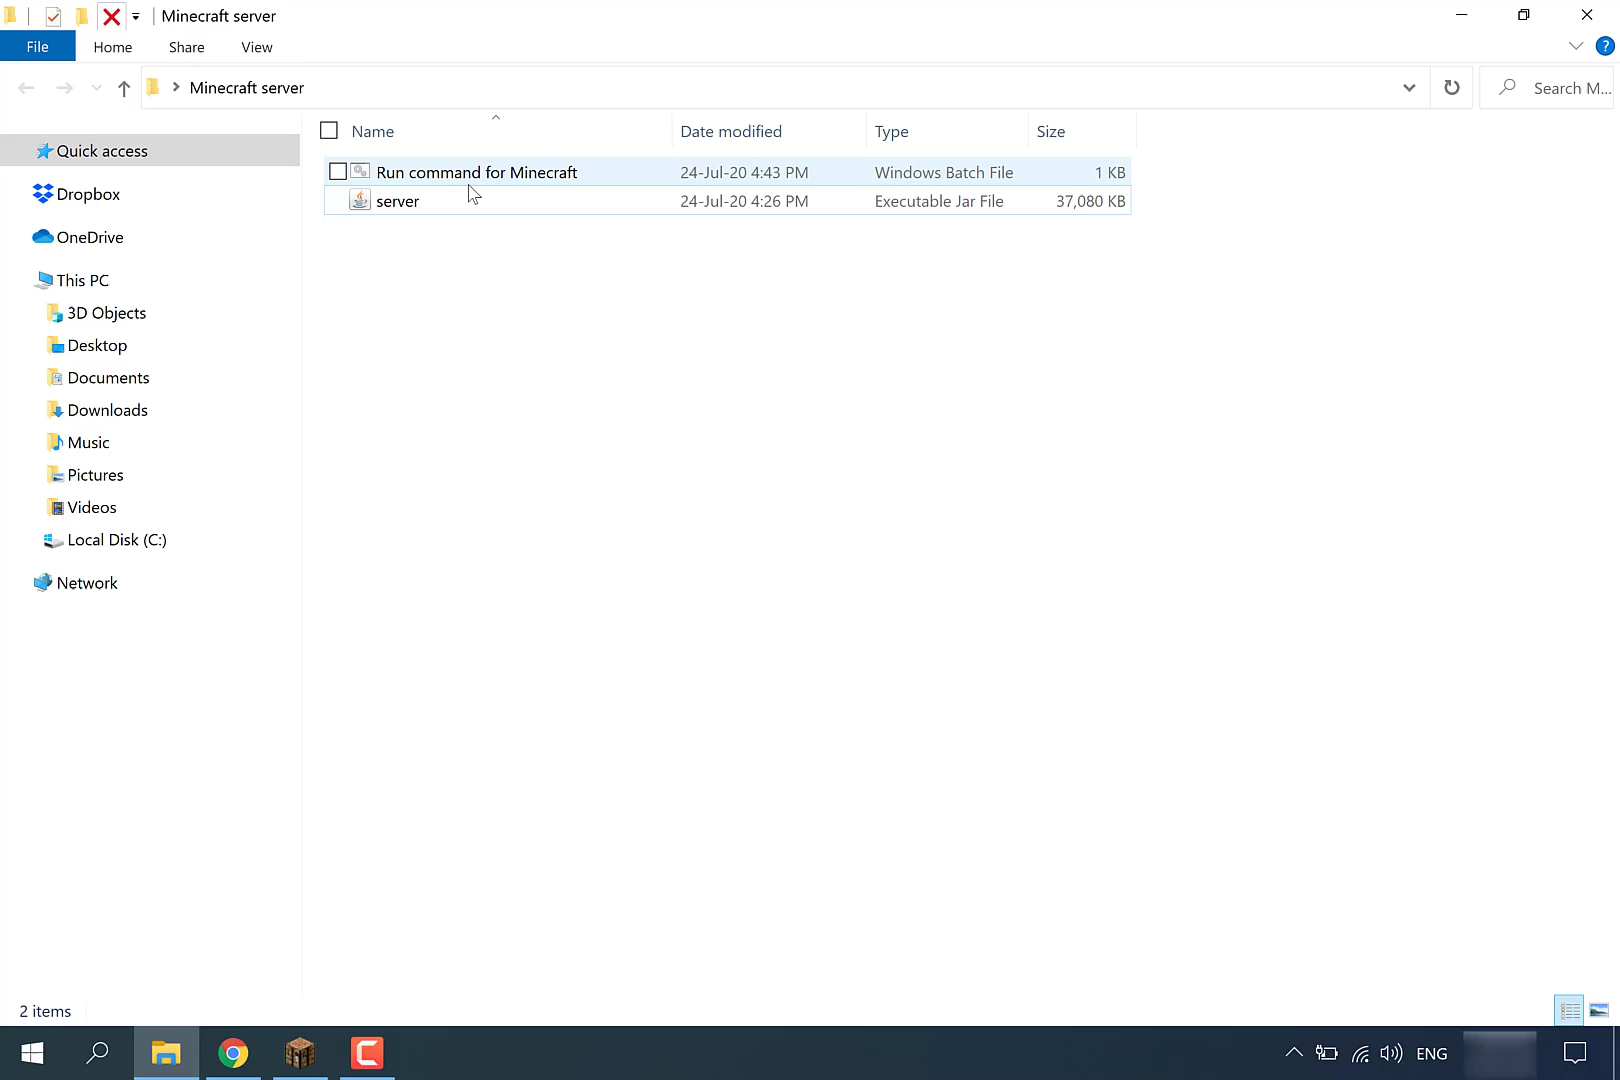 Minecraft server
File Home Share View
?
Minecraft server
Search M...
Name Date modified Type Size
Run command for Minecraft 24-Jul-20 4:43 PM Windows Batch File 1 KB
server 24-Jul-20 4:26 PM Executable Jar File 37,080 KB
Quick access
Dropbox
OneDrive
This PC
3D Objects
Desktop
Documents
Downloads
Music
Pictures
Videos
Local Disk (C:)
Network
2 items
ENG